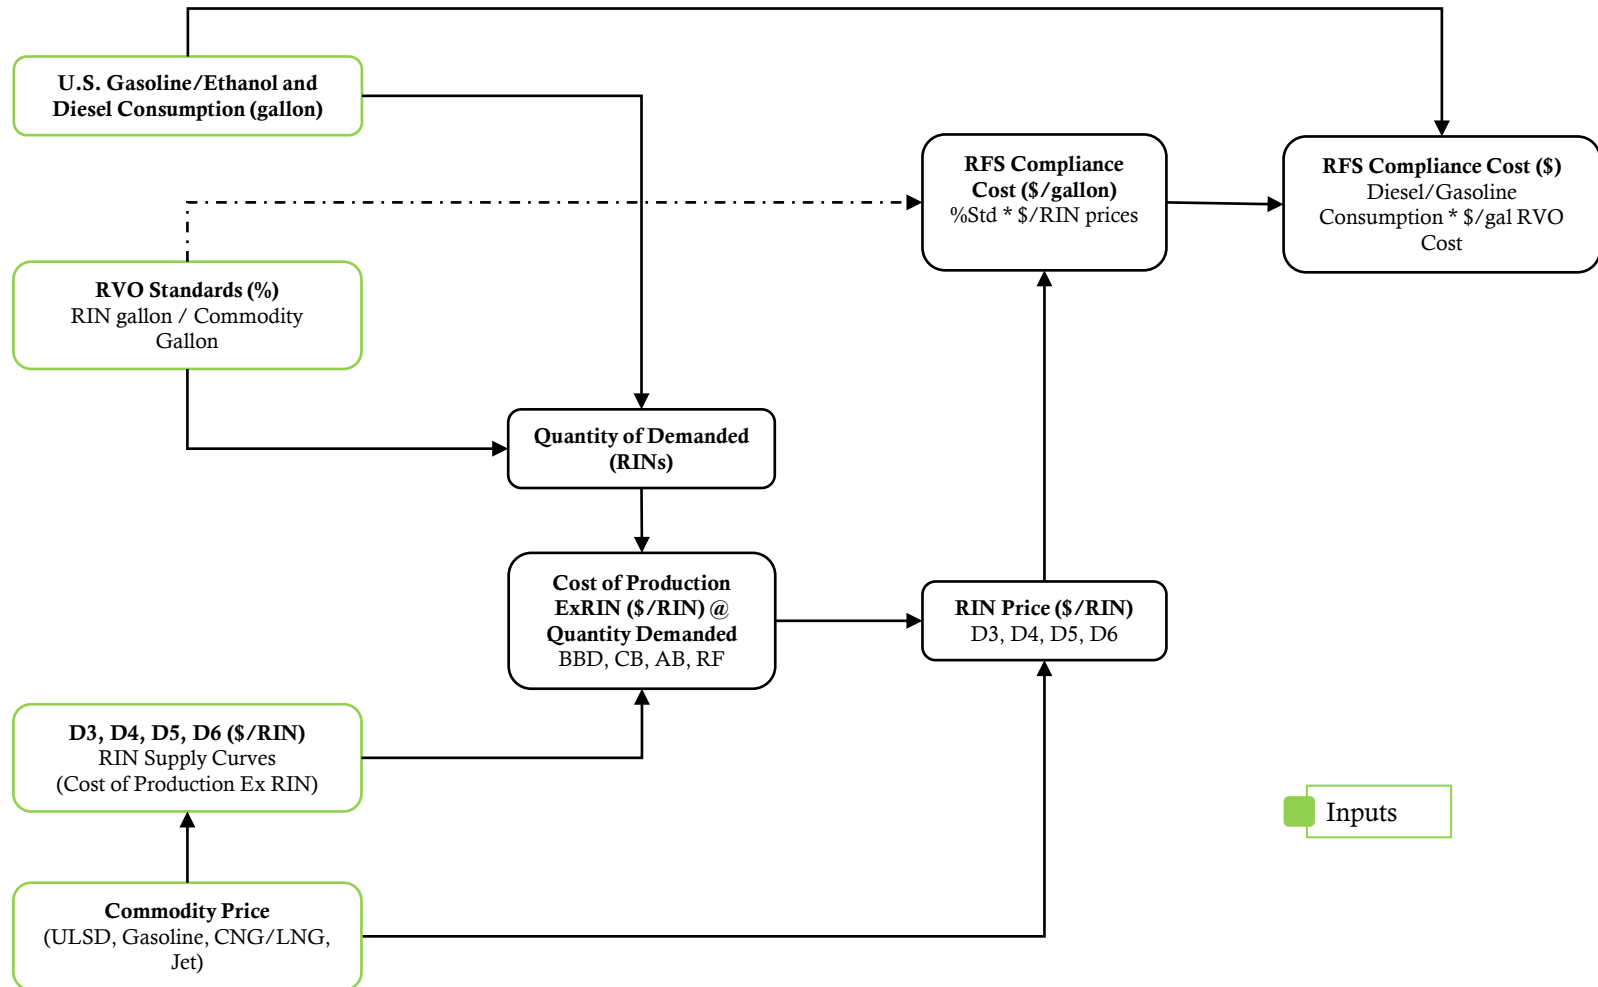 U.S. Gasoline/Ethanol and
Diesel Consumption (gallon)
RFS Compliance
Cost ($/gallon)
%Std * $/RIN prices
RFS Compliance Cost ($)
Diesel/Gasoline
Consumption * $/gal RVO
Cost
RVO Standards (%)
RIN gallon / Commodity
Gallon
Quantity of Demanded
(RINs)
Cost of Production
ExRIN ($/RIN) @
Quantity Demanded
BBD, CB, AB, RF
RIN Price ($/RIN)
D3, D4, D5, D6
D3, D4, D5, D6 ($/RIN)
RIN Supply Curves
(Cost of Production Ex RIN)
Inputs
Commodity Price
(ULSD, Gasoline, CNG/LNG,
Jet)